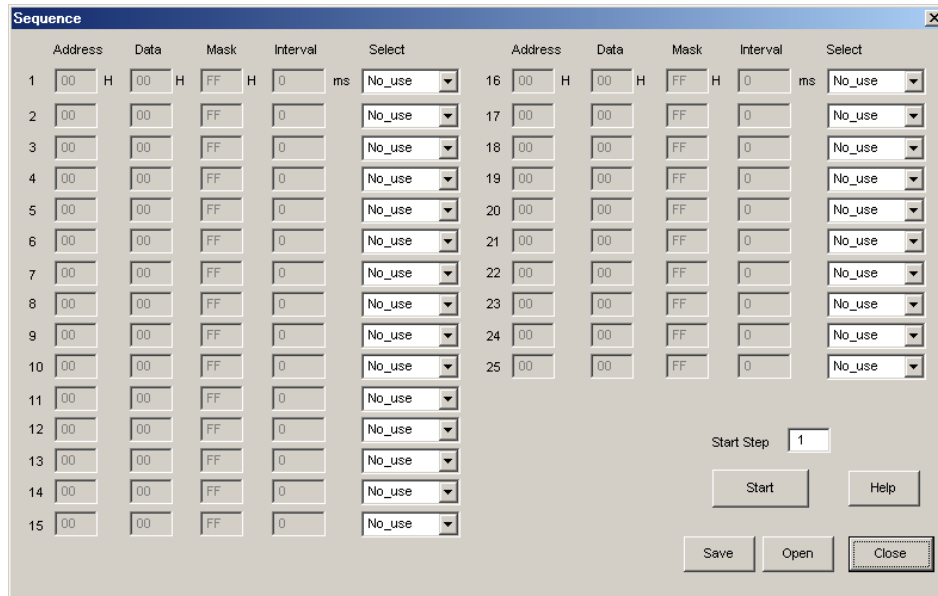 Sequence
Address Data Mask Interval Select Address Data Mask Interval Select
1 00 H 00 H FF H 0 ms No_use 16 00 H 00 H FF H 0 ms No_use
2 00 00 FF 0 No_use 17 00 00 FF 0 No_use
3 00 00 FF 0 No_use 18 00 00 FF 0 No_use
4 00 00 FF 0 No_use 19 00 00 FF 0 No_use
5 00 00 FF 0 No_use 20 00 00 FF 0 No_use
6 00 00 FF 0 No_use 21 00 00 FF 0 No_use
7 00 00 FF 0 No_use 22 00 00 FF 0 No_use
8 00 00 FF 0 No_use 23 00 00 FF 0 No_use
9 00 00 FF 0 No_use 24 00 00 FF 0 No_use
10 00 00 FF 0 No_use 25 00 00 FF 0 No_use
11 00 00 FF 0 No_use
12 00 00 FF 0 No_use
13 00 00 FF 0 No_use
14 00 00 FF 0 No_use
15 00 00 FF 0 No_use
Start Step 1
Start Help
Save Open Close